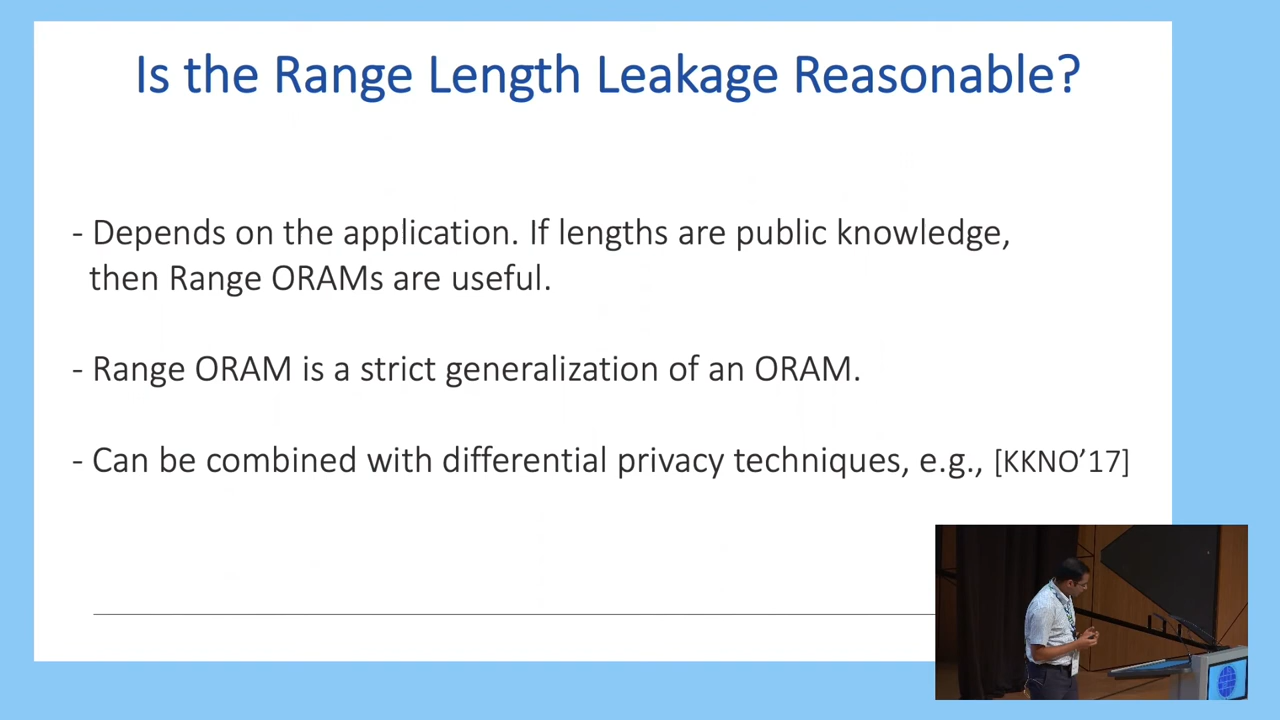 Is the Range Length Leakage Reasonable?
- Depends on the application. If lengths are public knowledge,
then Range ORAMs are useful.
- Range ORAM is a strict generalization of an ORAM.
- Can be combined with differential privacy techniques, e.g., [KKNO’17]